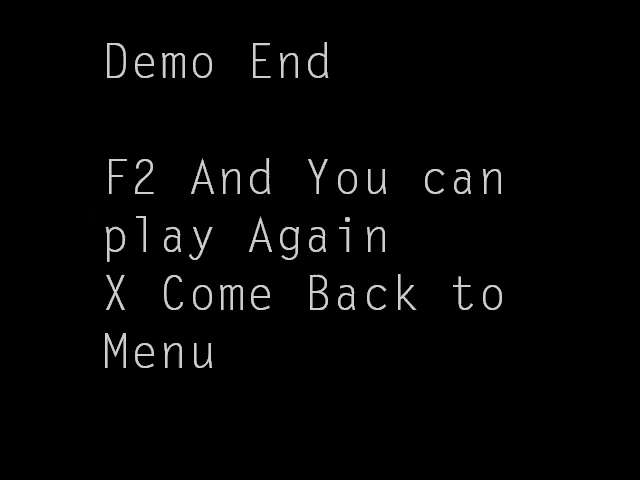 Demo End
F2 And You can
play Again
X Come Back to
Menu